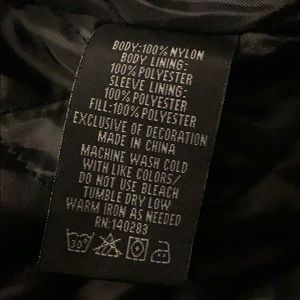 BODY:100% NYLON
BODY LINING:
100% POLYESTER
SLEEVE LINING:
100% POLYESTER
FILL:100% POLYESTER
EXCLUSIVE OF DECORATION
MADE IN CHINA
MACHINE WASH COLD
WITH LIKE COLORS/
DO NOT USE BLEACH
TUMBLE DRY LOW
WARM IRON AS NEEDED
RN:140283
30°